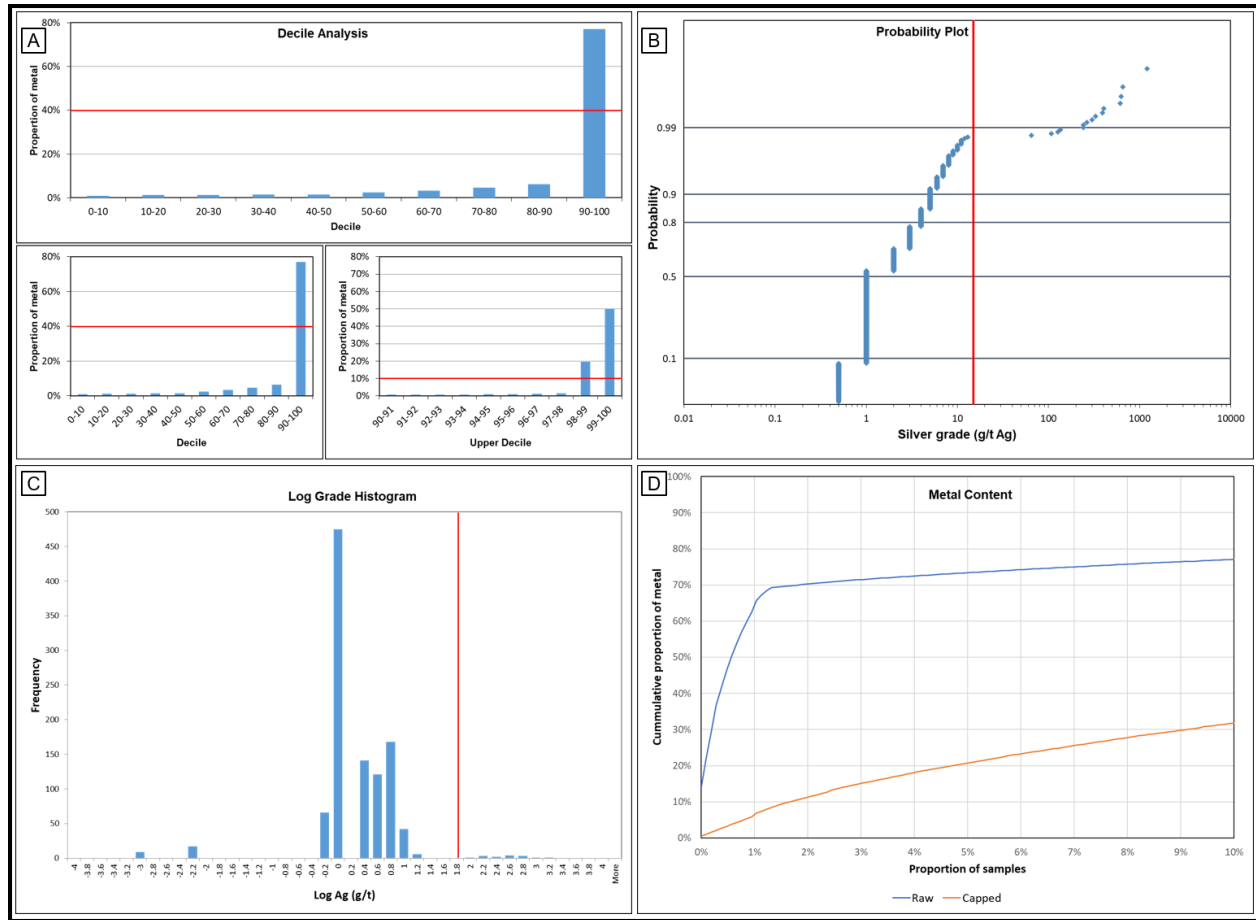 A
Decile Analysis
80%
60%
40%
20%
0%
Proportion of metal
0-10 10-20 20-30 30-40 40-50 50-60 60-70 70-80 80-90 90-100
Decile
80%
60%
40%
20%
0%
Proportion of metal
0-10 10-20 20-30 30-40 40-50 50-60 60-70 70-80 80-90 90-100
Decile
80%
70%
60%
50%
40%
30%
20%
10%
0%
Proportion of metal
90-91 91-92 92-93 93-94 94-95 95-96 96-97 97-98 98-99 99-100
Upper Decile
B
Probability Plot
0.99
0.9
0.8
0.5
0.1
Probability
0.01 0.1 1 10 100 1000 10000
Silver grade (g/t Ag)
C
Log Grade Histogram
500
450
400
350
300
250
200
150
100
50
0
Frequency
-4 -3.8 -3.6 -3.4 -3.2 -3 -2.8 -2.6 -2.4 -2.2 -2 -1.8 -1.6 -1.4 -1.2 -1 -0.8 -0.6 -0.4 -0.2 0 0.2 0.4 0.6 0.8 1 1.2 1.4 1.6 1.8 2 2.2 2.4 2.6 2.8 3 3.2 3.4 3.6 3.8 4 More
Log Ag (g/t)
D
Metal Content
100%
90%
80%
70%
60%
50%
40%
30%
20%
10%
0%
Cummulative proportion of metal
0% 1% 2% 3% 4% 5% 6% 7% 8% 9% 10%
Proportion of samples
Raw Capped